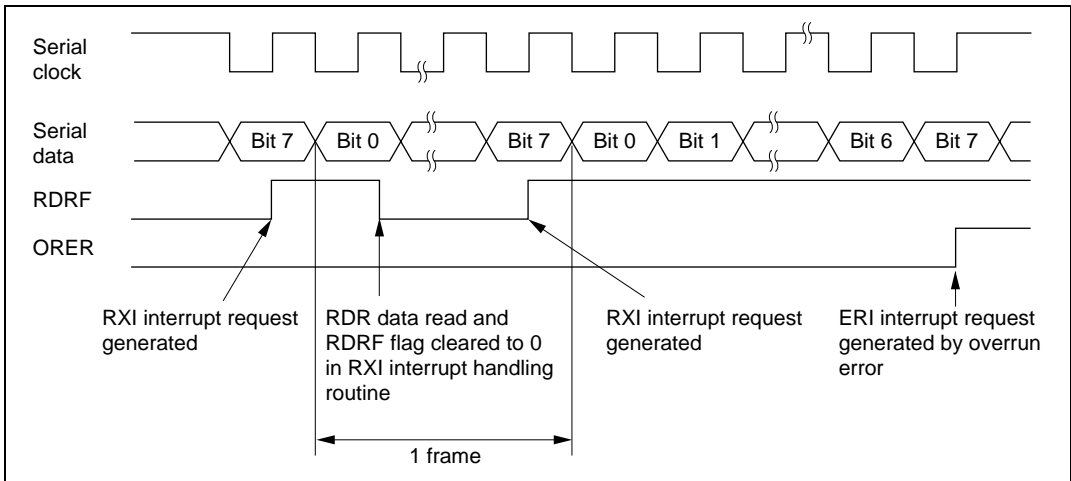 Serial
clock
Serial
data
Bit 7
Bit 0
Bit 7
Bit 0
Bit 1
Bit 6
Bit 7
RDRF
ORER
RXI interrupt request
generated
RDR data read and
RDRF flag cleared to 0
in RXI interrupt handling
routine
RXI interrupt request
generated
ERI interrupt request
generated by overrun
error
1 frame